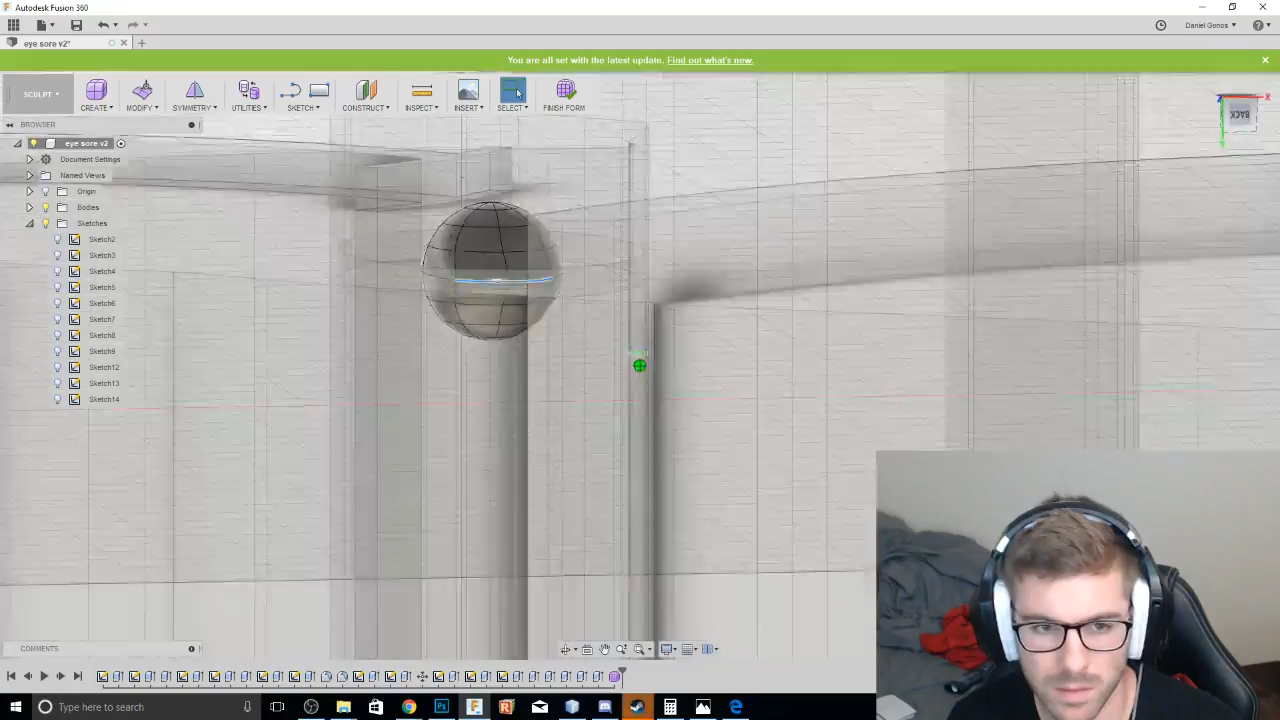 Autodesk Fusion 360
Daniel Gonos
eye sore v2*
You are all set with the latest update. Find out what's new.
SCULPT
CREATE
MODIFY
SYMMETRY
UTILITIES
SKETCH
CONSTRUCT
INSPECT
INSERT
SELECT
FINISH FORM
BROWSER
eye sore v2
Document Settings
Named Views
Origin
Bodies
Sketches
Sketch2
Sketch3
Sketch4
Sketch5
Sketch6
Sketch7
Sketch8
Sketch9
Sketch12
Sketch13
Sketch14
Z
X
BACK
COMMENTS
Type here to search